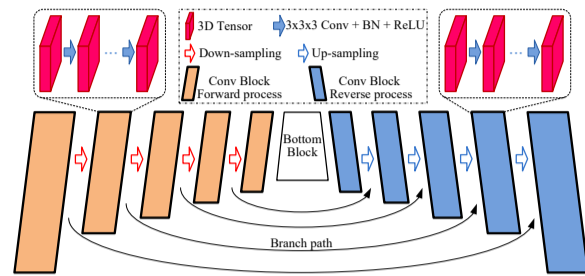 3D Tensor
3x3x3 Conv + BN + ReLU
Down-sampling
Up-sampling
Conv Block
Forward process
Conv Block
Reverse process
Bottom
Block
Branch path